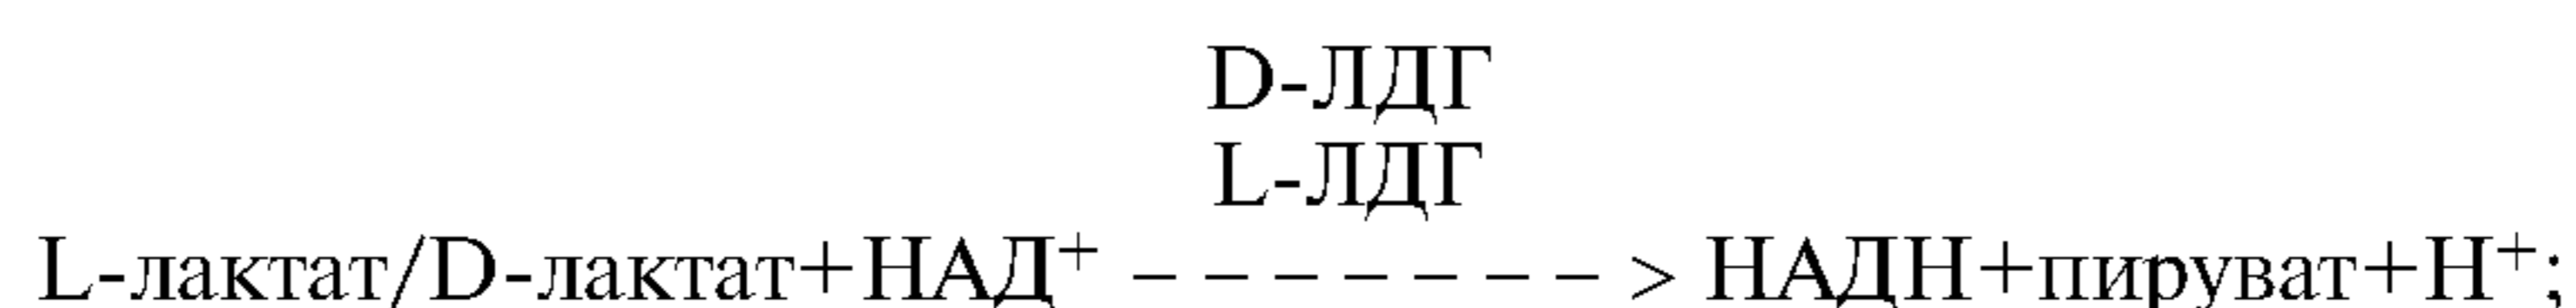 D-ЛДГ
L-ЛДГ
L-лактат/D-лактат+НАД⁺ – – – – – – – – > НАДН+пируват+Н⁺;